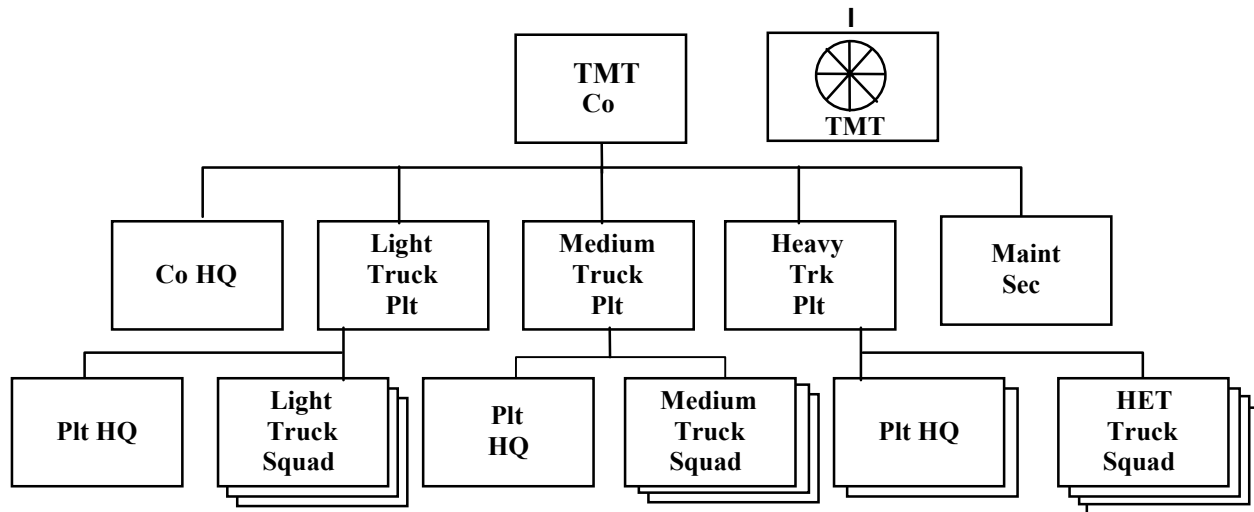 TMT
Co
I
TMT
Co HQ
Light
Truck
Plt
Medium
Truck
Plt
Heavy
Trk
Plt
Maint
Sec
Plt HQ
Light
Truck
Squad
Plt
HQ
Medium
Truck
Squad
Plt HQ
HET
Truck
Squad